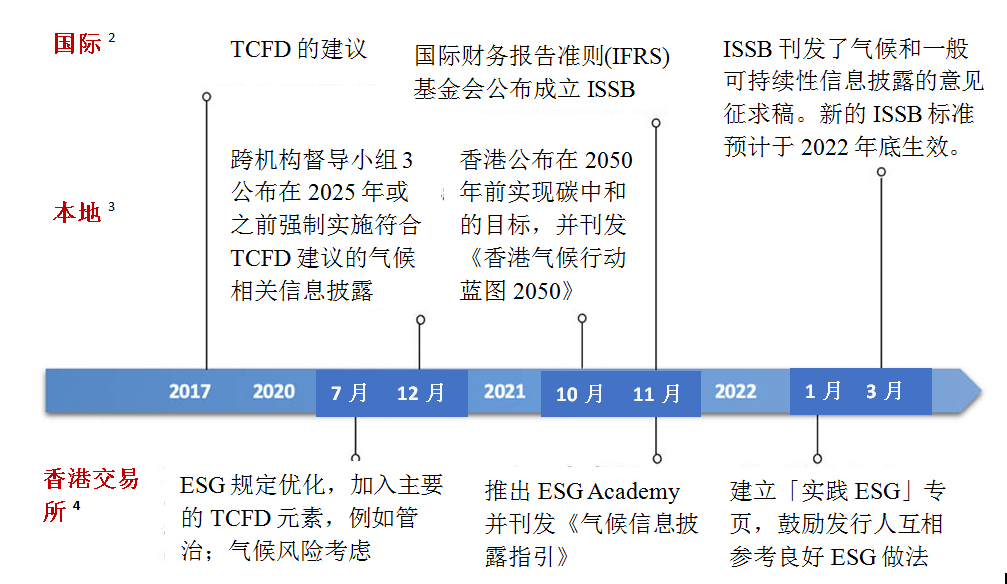 国际 2
TCFD 的建议
国际财务报告准则(IFRS)
基金会公布成立 ISSB
ISSB 刊发了气候和一般
可持续性信息披露的意见
征求稿。新的 ISSB 标准
预计于 2022 年底生效。
本地 3
跨机构督导小组 3
公布在 2025 年或
之前强制实施符合
TCFD 建议的气候
相关信息披露
香港公布在 2050
年前实现碳中和
的目标，并刊发
《香港气候行动
蓝图 2050》
2017 2020 7 月 12 月 2021 10 月 11 月 2022 1 月 3 月
香港交易
所 4
ESG 规定优化，加入主要
的 TCFD 元素，例如管
治；气候风险考虑
推出 ESG Academy
并刊发《气候信息披
露指引》
建立「实践 ESG」专
页，鼓励发行人互相
参考良好 ESG 做法